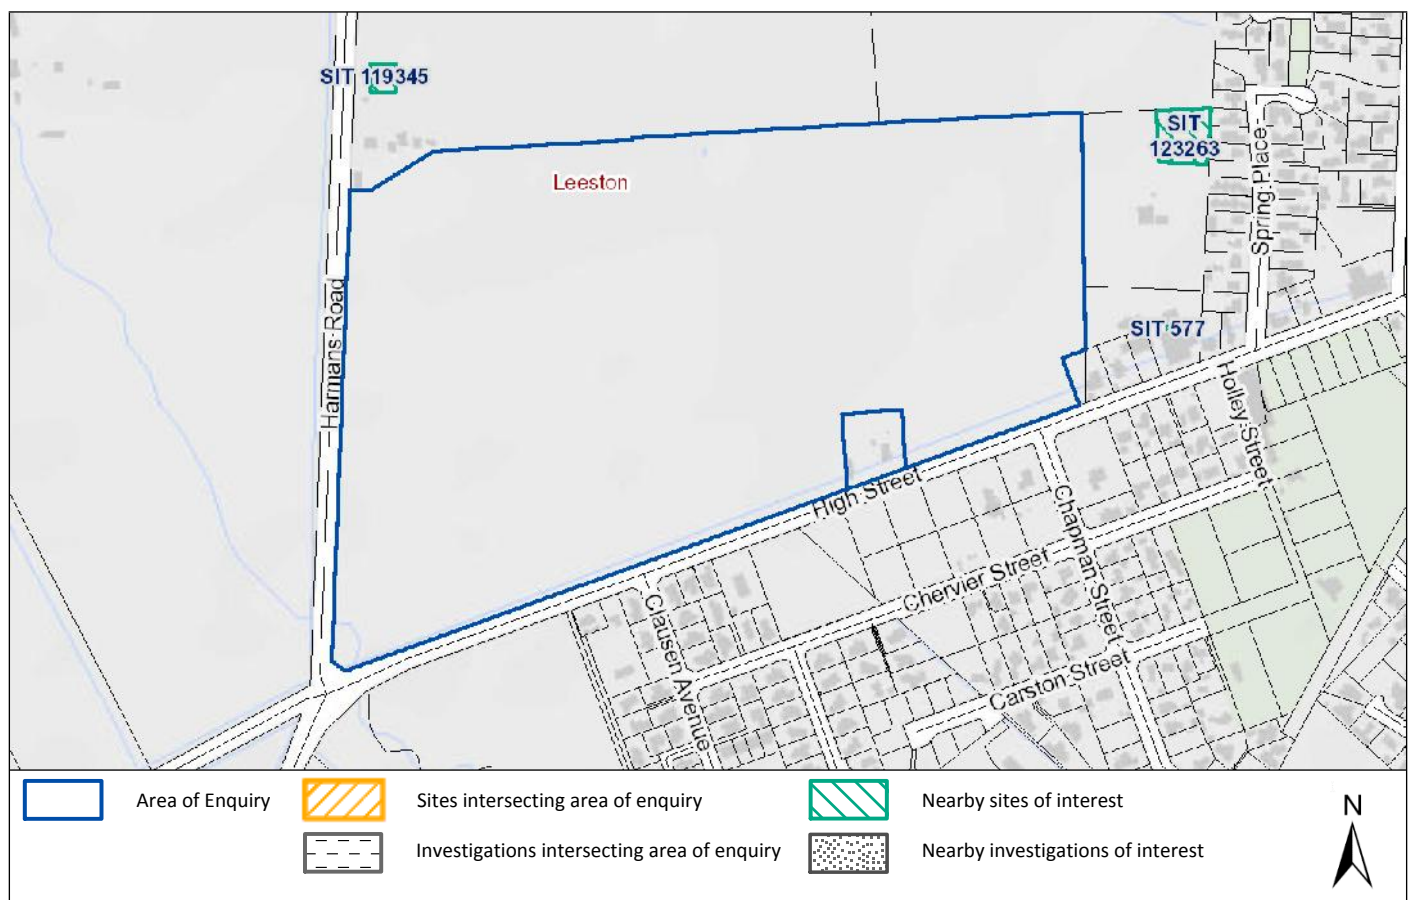 SIT 119345
SIT
123263
Leeston
Spring Place
Harmans Road
SIT 577
Holley Street
High Street
Chapman Street
Chervier Street
Clausen Avenue
Carston Street
Area of Enquiry
Sites intersecting area of enquiry
Nearby sites of interest
N
Investigations intersecting area of enquiry
Nearby investigations of interest